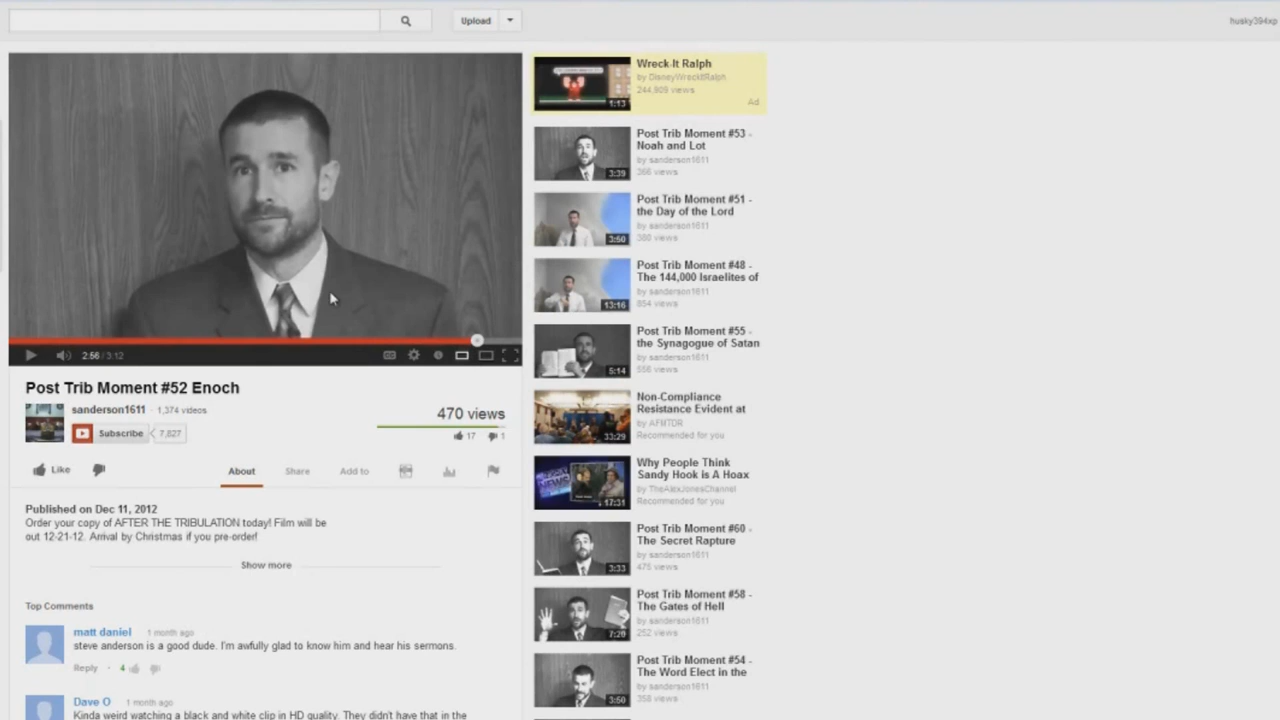 Upload
husky394xp
Wreck-It Ralph
by DisneyWreckItRalph
244,909 views
Ad
1:13
Post Trib Moment #53 -
Noah and Lot
by sanderson1611
366 views
3:39
Post Trib Moment #51 -
the Day of the Lord
by sanderson1611
380 views
3:50
Post Trib Moment #48 -
The 144,000 Israelites of
by sanderson1611
854 views
13:16
Post Trib Moment #55 -
the Synagogue of Satan
by sanderson1611
556 views
5:14
Non-Compliance
Resistance Evident at
by AFMTDR
Recommended for you
33:29
Why People Think
Sandy Hook is A Hoax
by TheAlexJonesChannel
Recommended for you
17:31
Post Trib Moment #60 -
The Secret Rapture
by sanderson1611
475 views
3:33
Post Trib Moment #58 -
The Gates of Hell
by sanderson1611
252 views
7:20
Post Trib Moment #54 -
The Word Elect in the
by sanderson1611
358 views
3:50
2:56 / 3:12
Post Trib Moment #52 Enoch
sanderson1611 · 1,374 videos
Subscribe 7,827
470 views
17 1
Like
About Share Add to
Published on Dec 11, 2012
Order your copy of AFTER THE TRIBULATION today! Film will be
out 12-21-12. Arrival by Christmas if you pre-order!
Show more
Top Comments
matt daniel 1 month ago
steve anderson is a good dude. I'm awfully glad to know him and hear his sermons.
Reply · 4
Dave O 1 month ago
Kinda weird watching a black and white clip in HD quality. They didn't have that in the